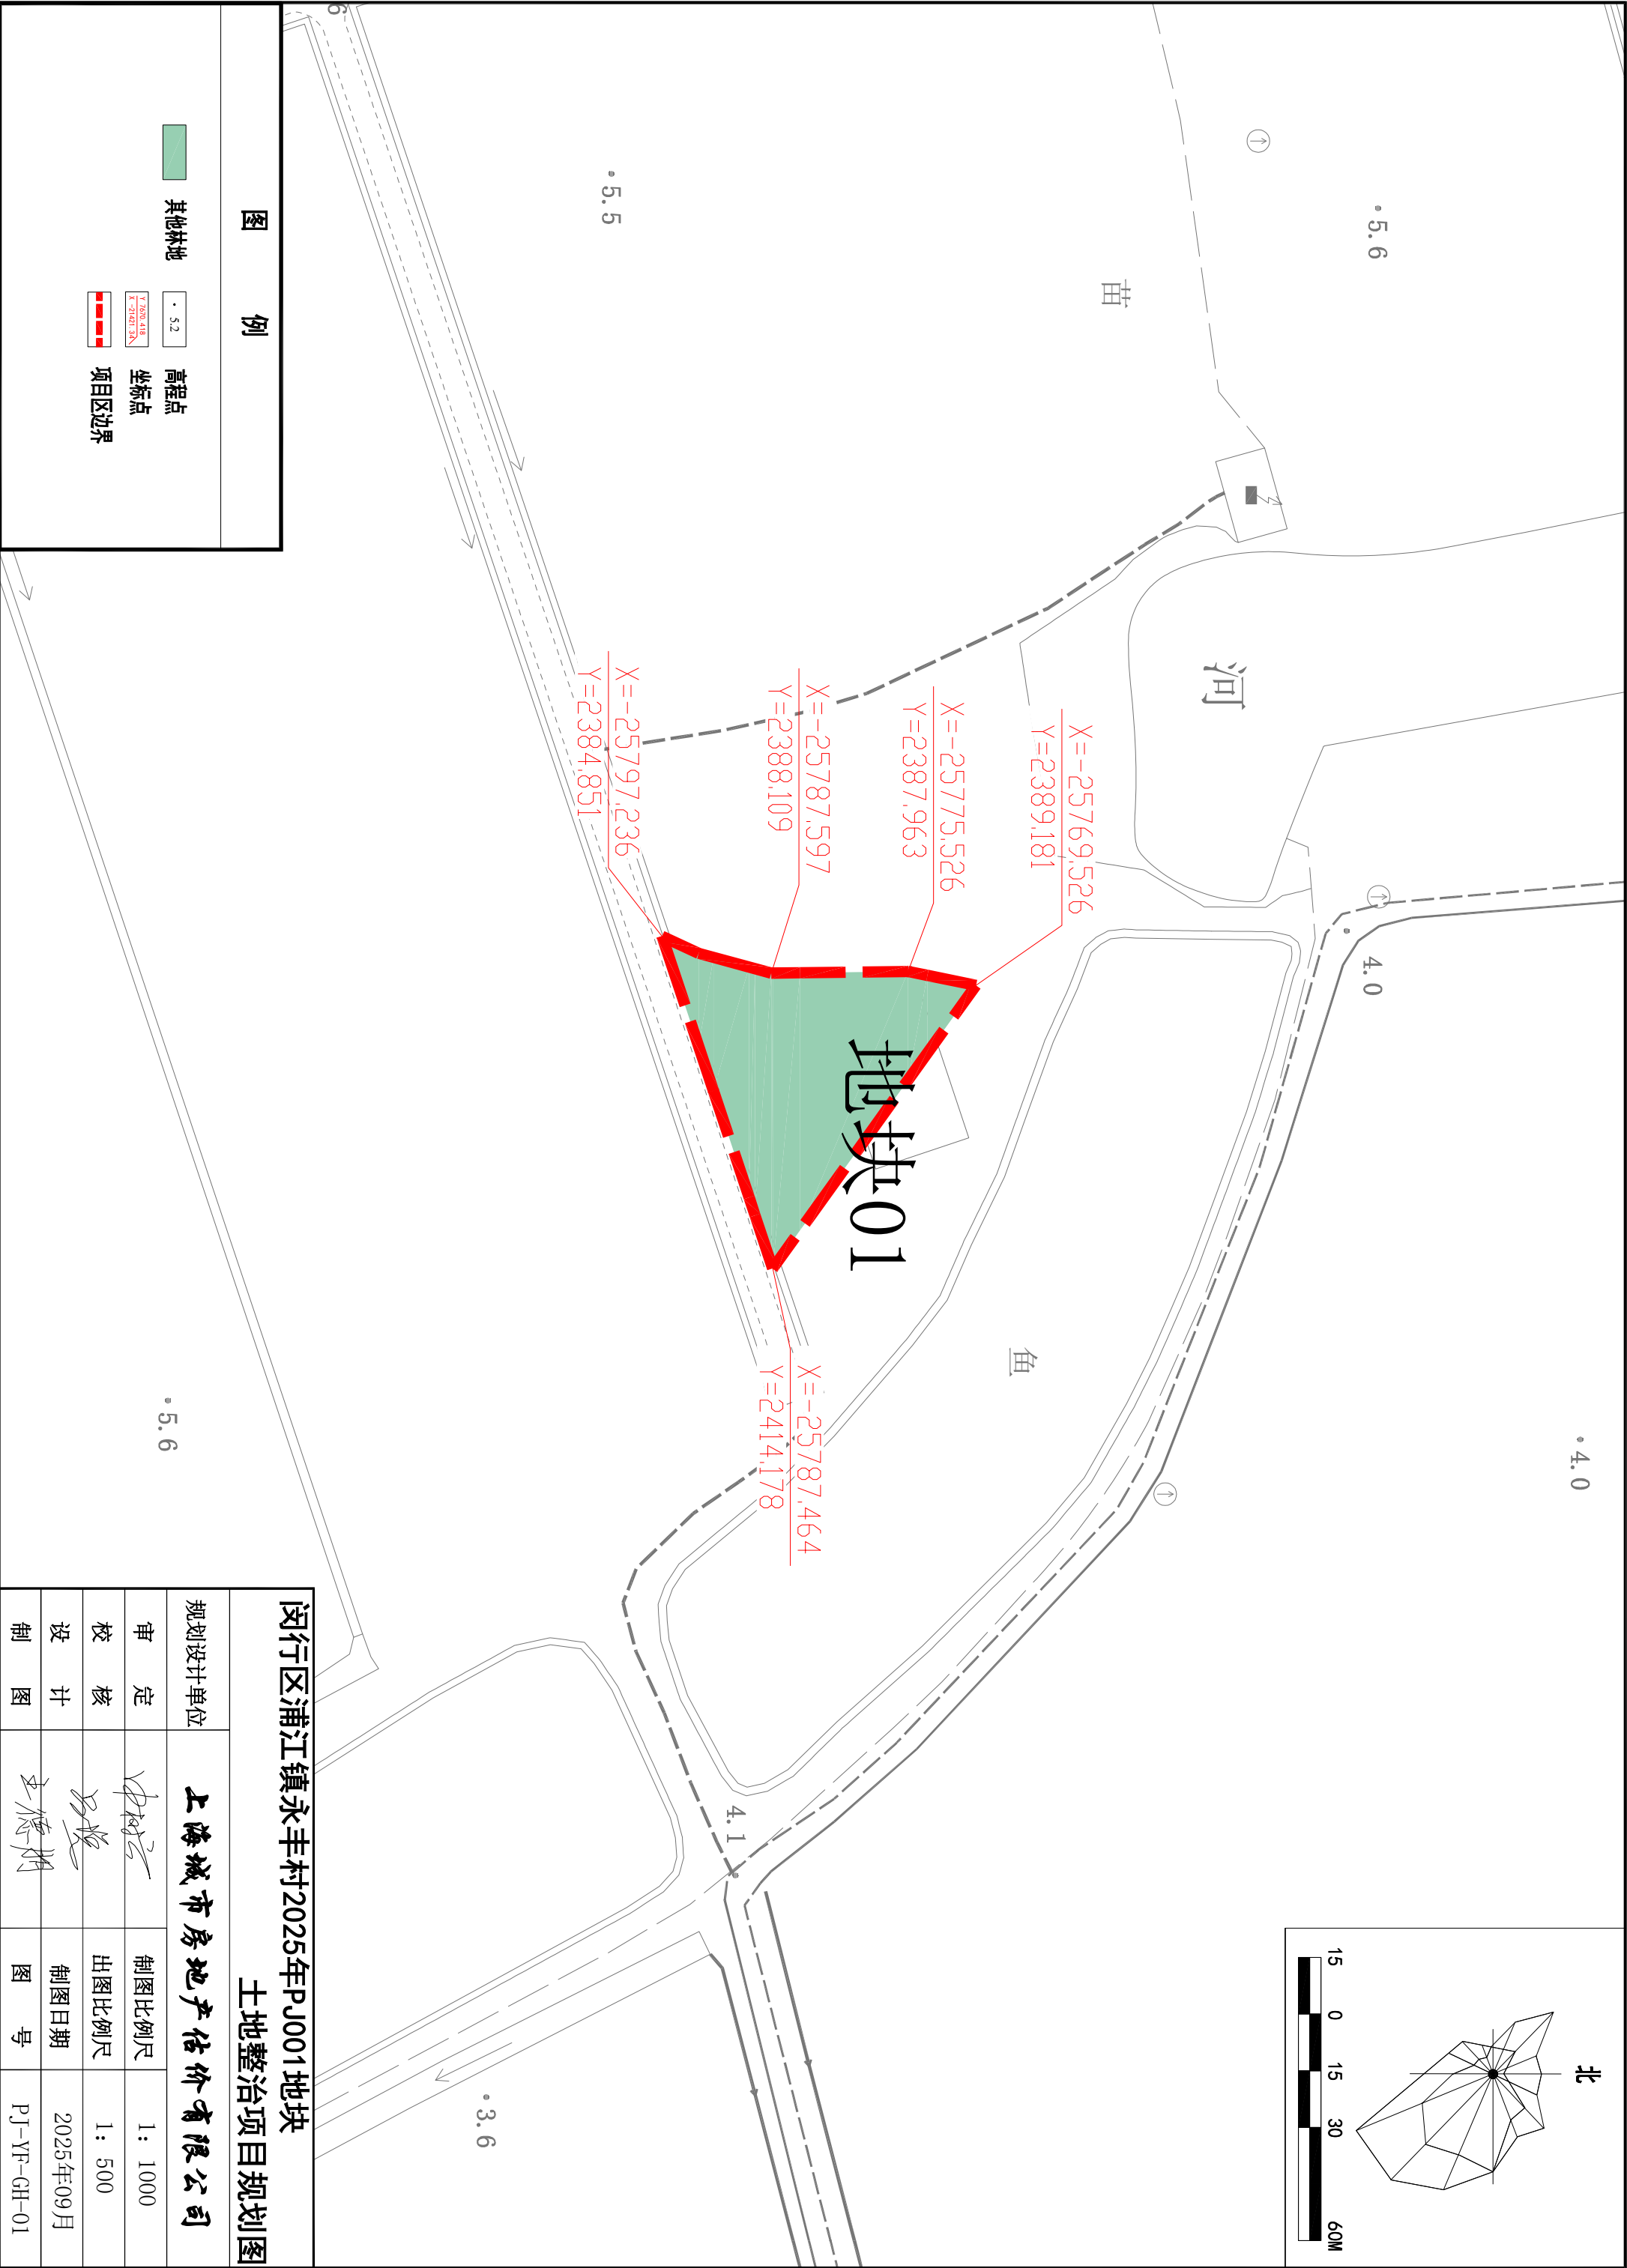 北
15 0 15 30 60M
4.0
5.6
4.0
河
苗
鱼
5.5
4.1
3.6
5.6
6
X=-25769.526
Y=2389.181
X=-25775.526
Y=2387.963
X=-25787.597
Y=2388.109
X=-25797.236
Y=2384.851
X=-25787.464
Y=2414.178
地块01
图 例
其他林地
5.2 高程点
Y 7670.418
X -21421.34
坐标点
项目区边界
闵行区浦江镇永丰村2025年PJ001地块
土地整治项目规划图
规划设计单位 上海城市房地产估价有限公司
审 定 制图比例尺 1: 1000
校 核 出图比例尺 1: 500
设 计 制图日期 2025年09月
制 图 图 号 PJ-YF-GH-01